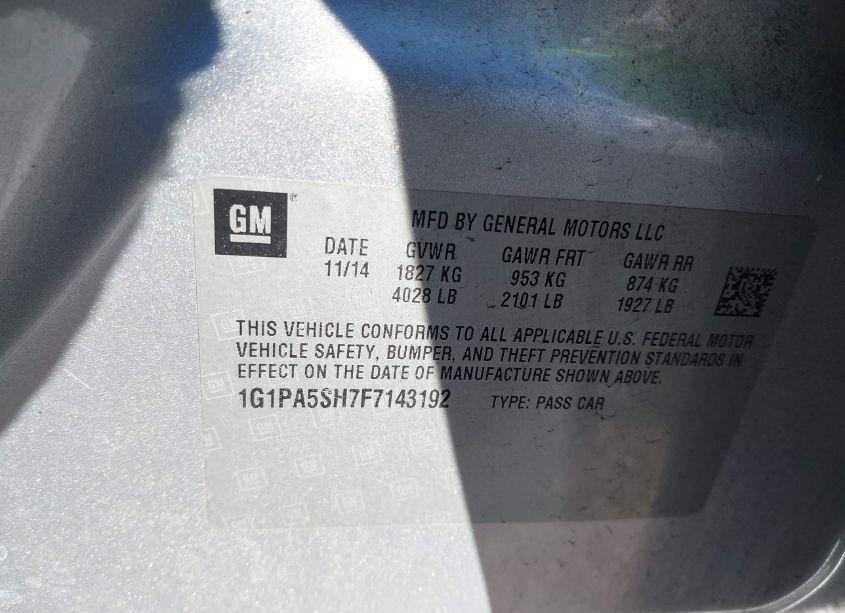 GM
MFD BY GENERAL MOTORS LLC
DATE GVWR GAWR FRT GAWR RR
11/14 1827 KG 953 KG 874 KG
4028 LB 2101 LB 1927 LB
THIS VEHICLE CONFORMS TO ALL APPLICABLE U.S. FEDERAL MOTOR
VEHICLE SAFETY, BUMPER, AND THEFT PREVENTION STANDARDS IN
EFFECT ON THE DATE OF MANUFACTURE SHOWN ABOVE.
1G1PA5SH7F7143192 TYPE: PASS CAR